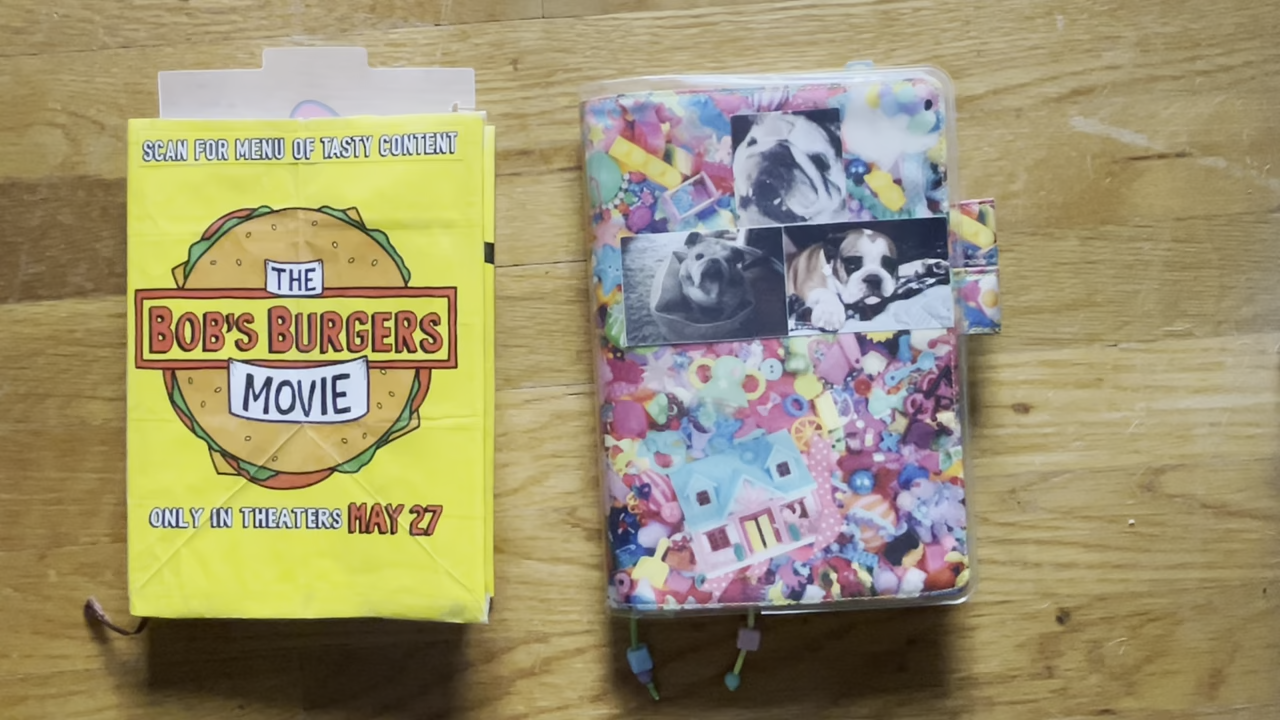 SCAN FOR MENU OF TASTY CONTENT
THE
BOB'S BURGERS
MOVIE
ONLY IN THEATERS MAY 27